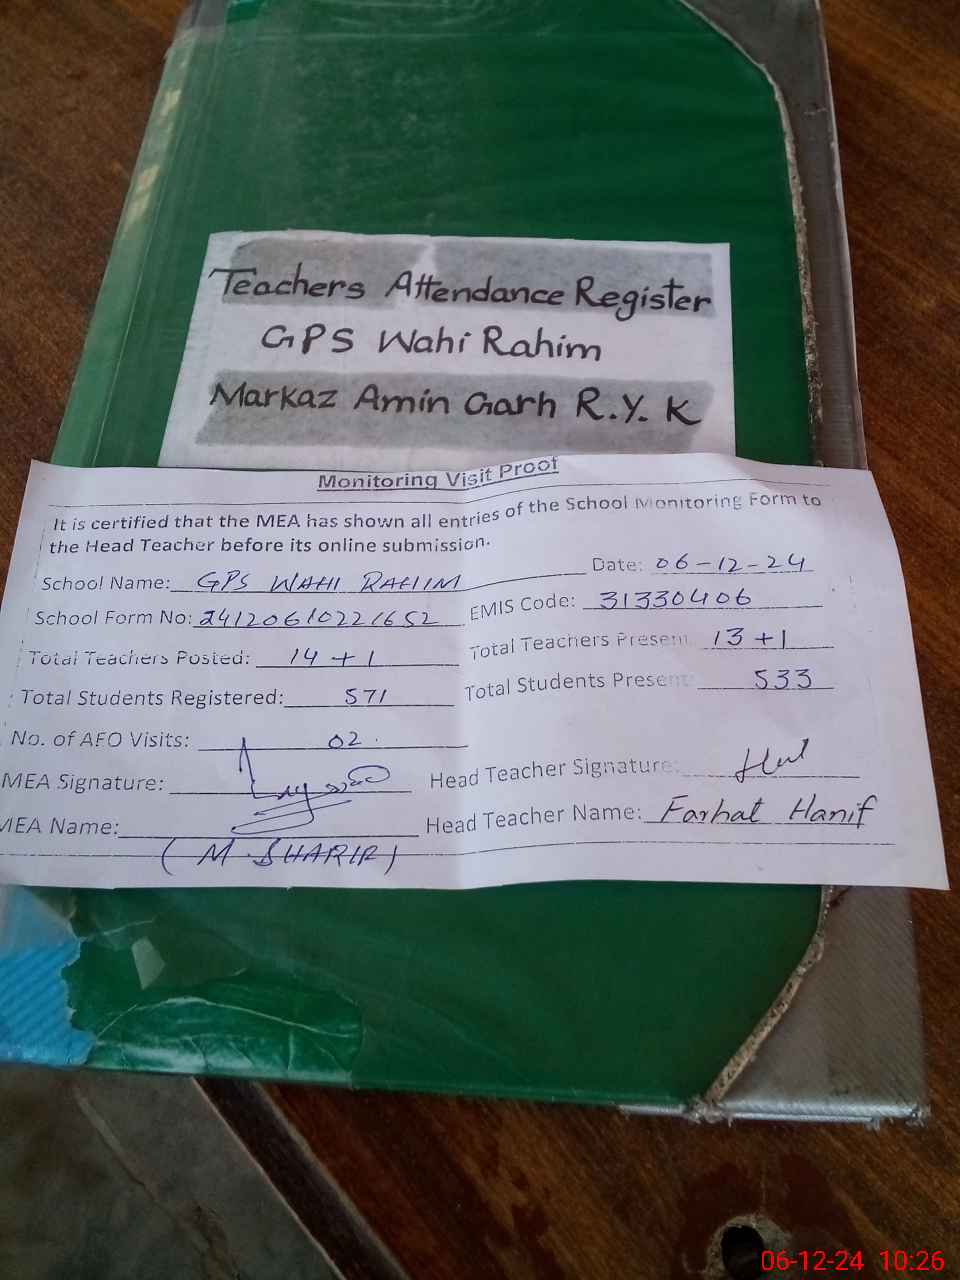 Teachers Attendance Register
GPS Wahi Rahim
Markaz Amin Garh R.Y.K
Monitoring Visit Proof
It is certified that the MEA has shown all entries of the School Monitoring Form to
the Head Teacher before its online submission.
School Name: GPS WAHI RAHIM Date: 06-12-24
School Form No: 24120610221652 EMIS Code: 31330406
Total Teachers Posted: 14+1 Total Teachers Present: 13+1
Total Students Registered: 571 Total Students Present: 533
No. of AFO Visits: 02
MEA Signature: Head Teacher Signature:
MEA Name: Head Teacher Name: Farhat Hanif
(M
06-12-24 10:26